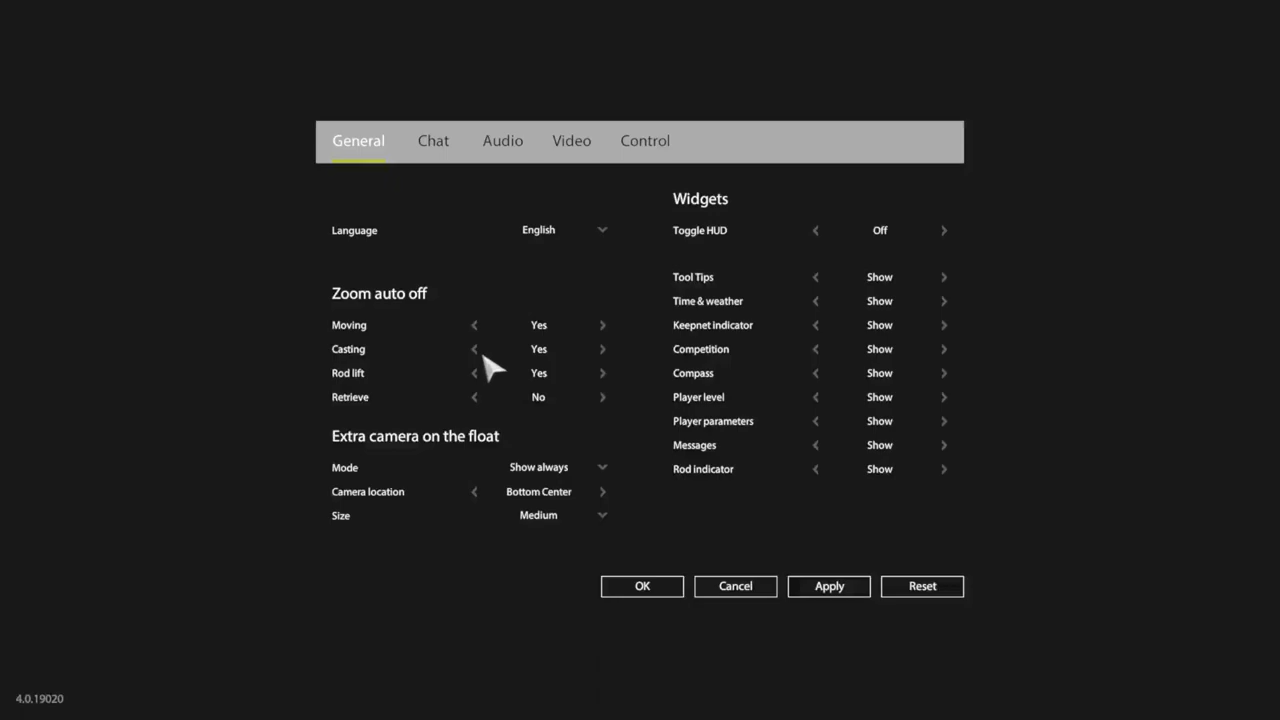 General Chat Audio Video Control
Language English
Zoom auto off
Moving Yes
Casting Yes
Rod lift Yes
Retrieve No
Extra camera on the float
Mode Show always
Camera location Bottom Center
Size Medium
Widgets
Toggle HUD Off
Tool Tips Show
Time & weather Show
Keepnet indicator Show
Competition Show
Compass Show
Player level Show
Player parameters Show
Messages Show
Rod indicator Show
OK Cancel Apply Reset
4.0.19020